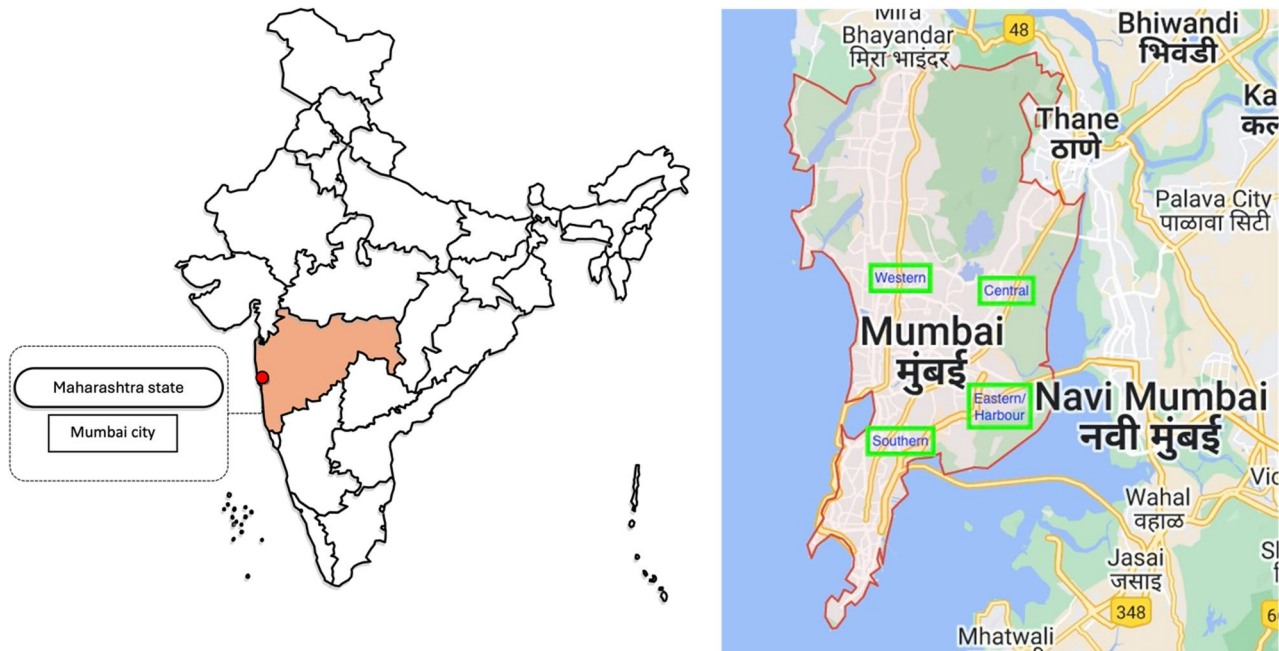 Maharashtra state
Mumbai city
Mira
Bhayandar
मिरा भाइंदर
48
Bhiwandi
भिवंडी
Thane
ठाणे
Palava City
पाळावा सिटी
Western
Central
Mumbai
मुंबई
Eastern/
Harbour
Southern
Navi Mumbai
नवी मुंबई
Wahal
वहाळ
Jasai
जसाइ
348
Mhatwali